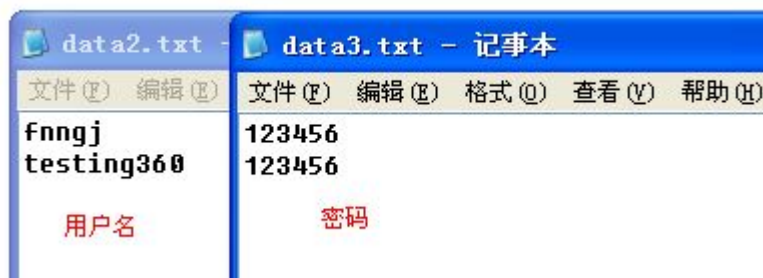 data2.txt -
文件(F) 编辑(E)
fnngj
testing360
用户名
data3.txt - 记事本
文件(F) 编辑(E) 格式(O) 查看(V) 帮助(H)
123456
123456
密码